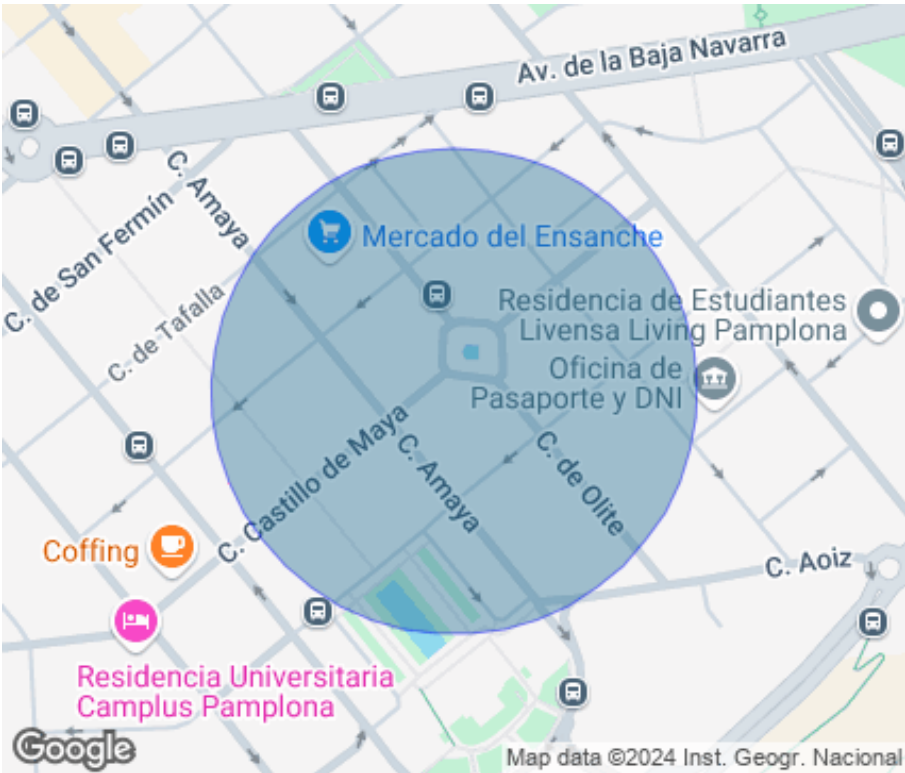 Av. de la Baja Navarra
C. Amaya
C. de San Fermín
Mercado del Ensanche
C. de Tafalla
Residencia de Estudiantes
Livensa Living Pamplona
Oficina de
Pasaporte y DNI
C. Castillo de Maya
C. Amaya
C. de Olite
Coffing
C. Aoiz
Residencia Universitaria
Camplus Pamplona
Google
Map data ©2024 Inst. Geogr. Nacional